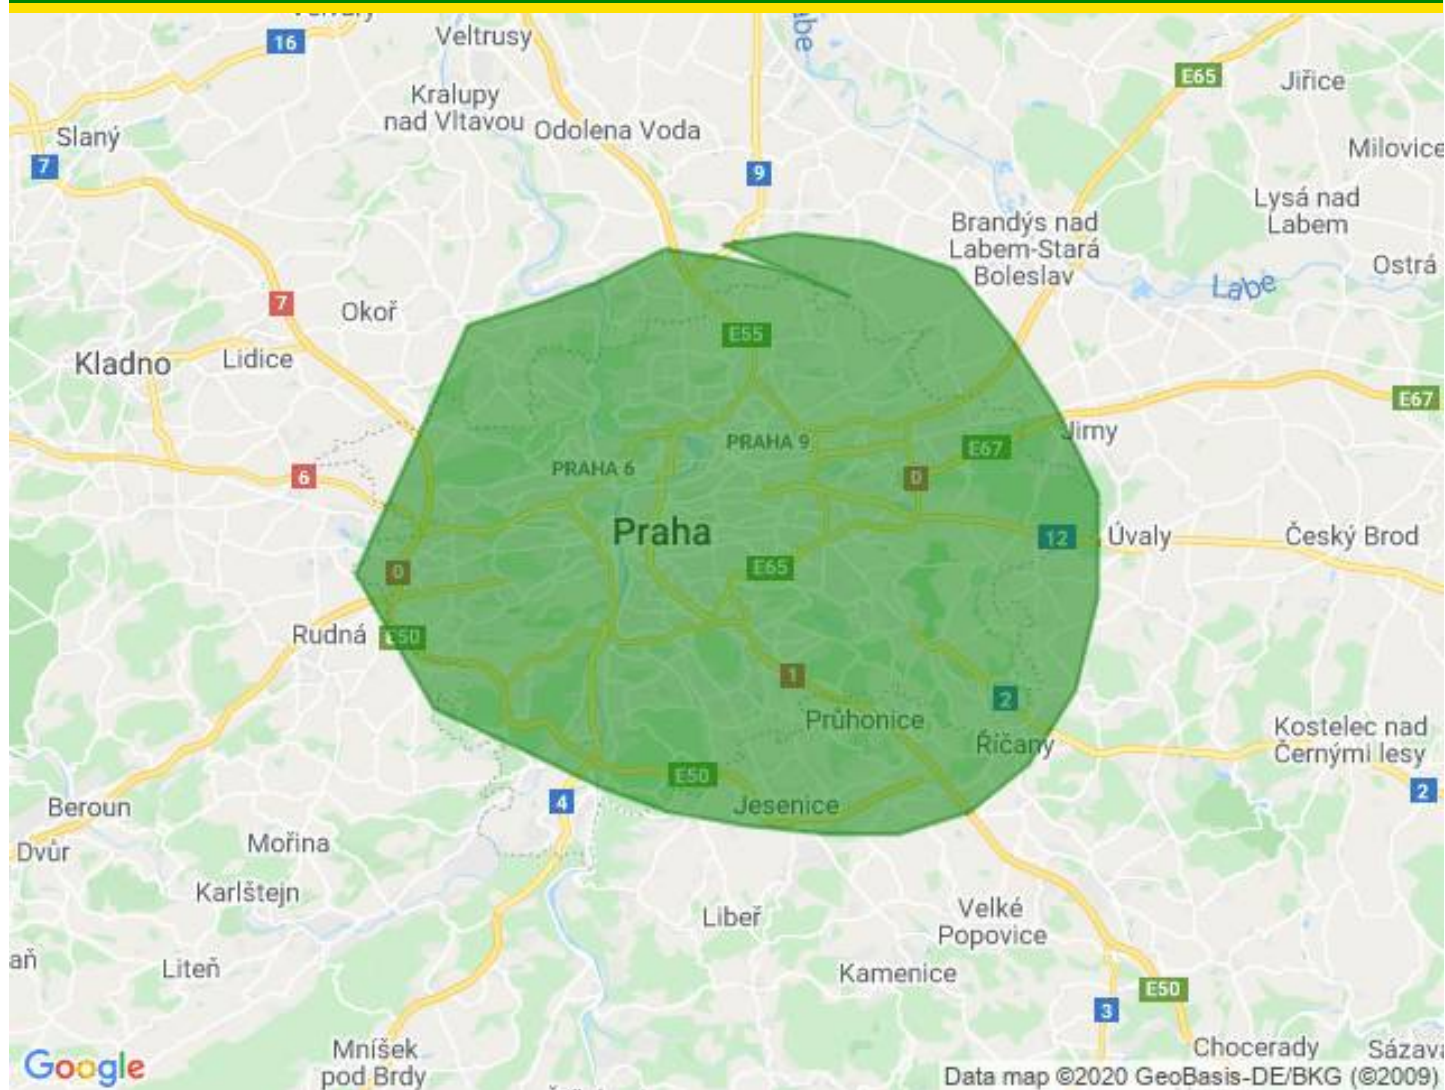 Veltrusy
16
E65
Jiřice
Kralupy
nad Vltavou
Odolena Voda
Slaný
7
9
Milovice
Lysá nad
Labem
Brandýs nad
Labem-Stará
Boleslav
Ostrá
Labe
7
Okoř
E55
Kladno
Lidice
E67
Jirny
PRAHA 9
E67
PRAHA 6
6
0
Praha
12
Úvaly
Český Brod
0
E65
Rudná
E50
1
2
Průhonice
Říčany
Kostelec nad
Černými lesy
E50
4
Jesenice
2
Beroun
Mořina
Dvůr
Karlštejn
Libeř
Velké
Popovice
Liteň
Kamenice
E50
3
Mníšek
pod Brdy
Chocerady
Google
Data map ©2020 GeoBasis-DE/BKG (©2009)